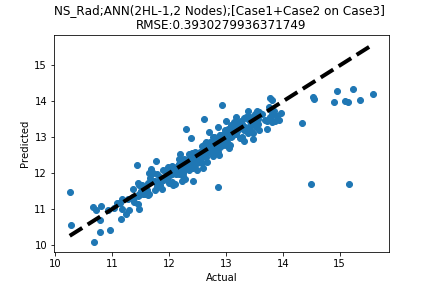 NS_Rad;ANN(2HL-1,2 Nodes);[Case1+Case2 on Case3]
RMSE:0.3930279936371749
15
14
13
12
11
10
Predicted
10 11 12 13 14 15
Actual